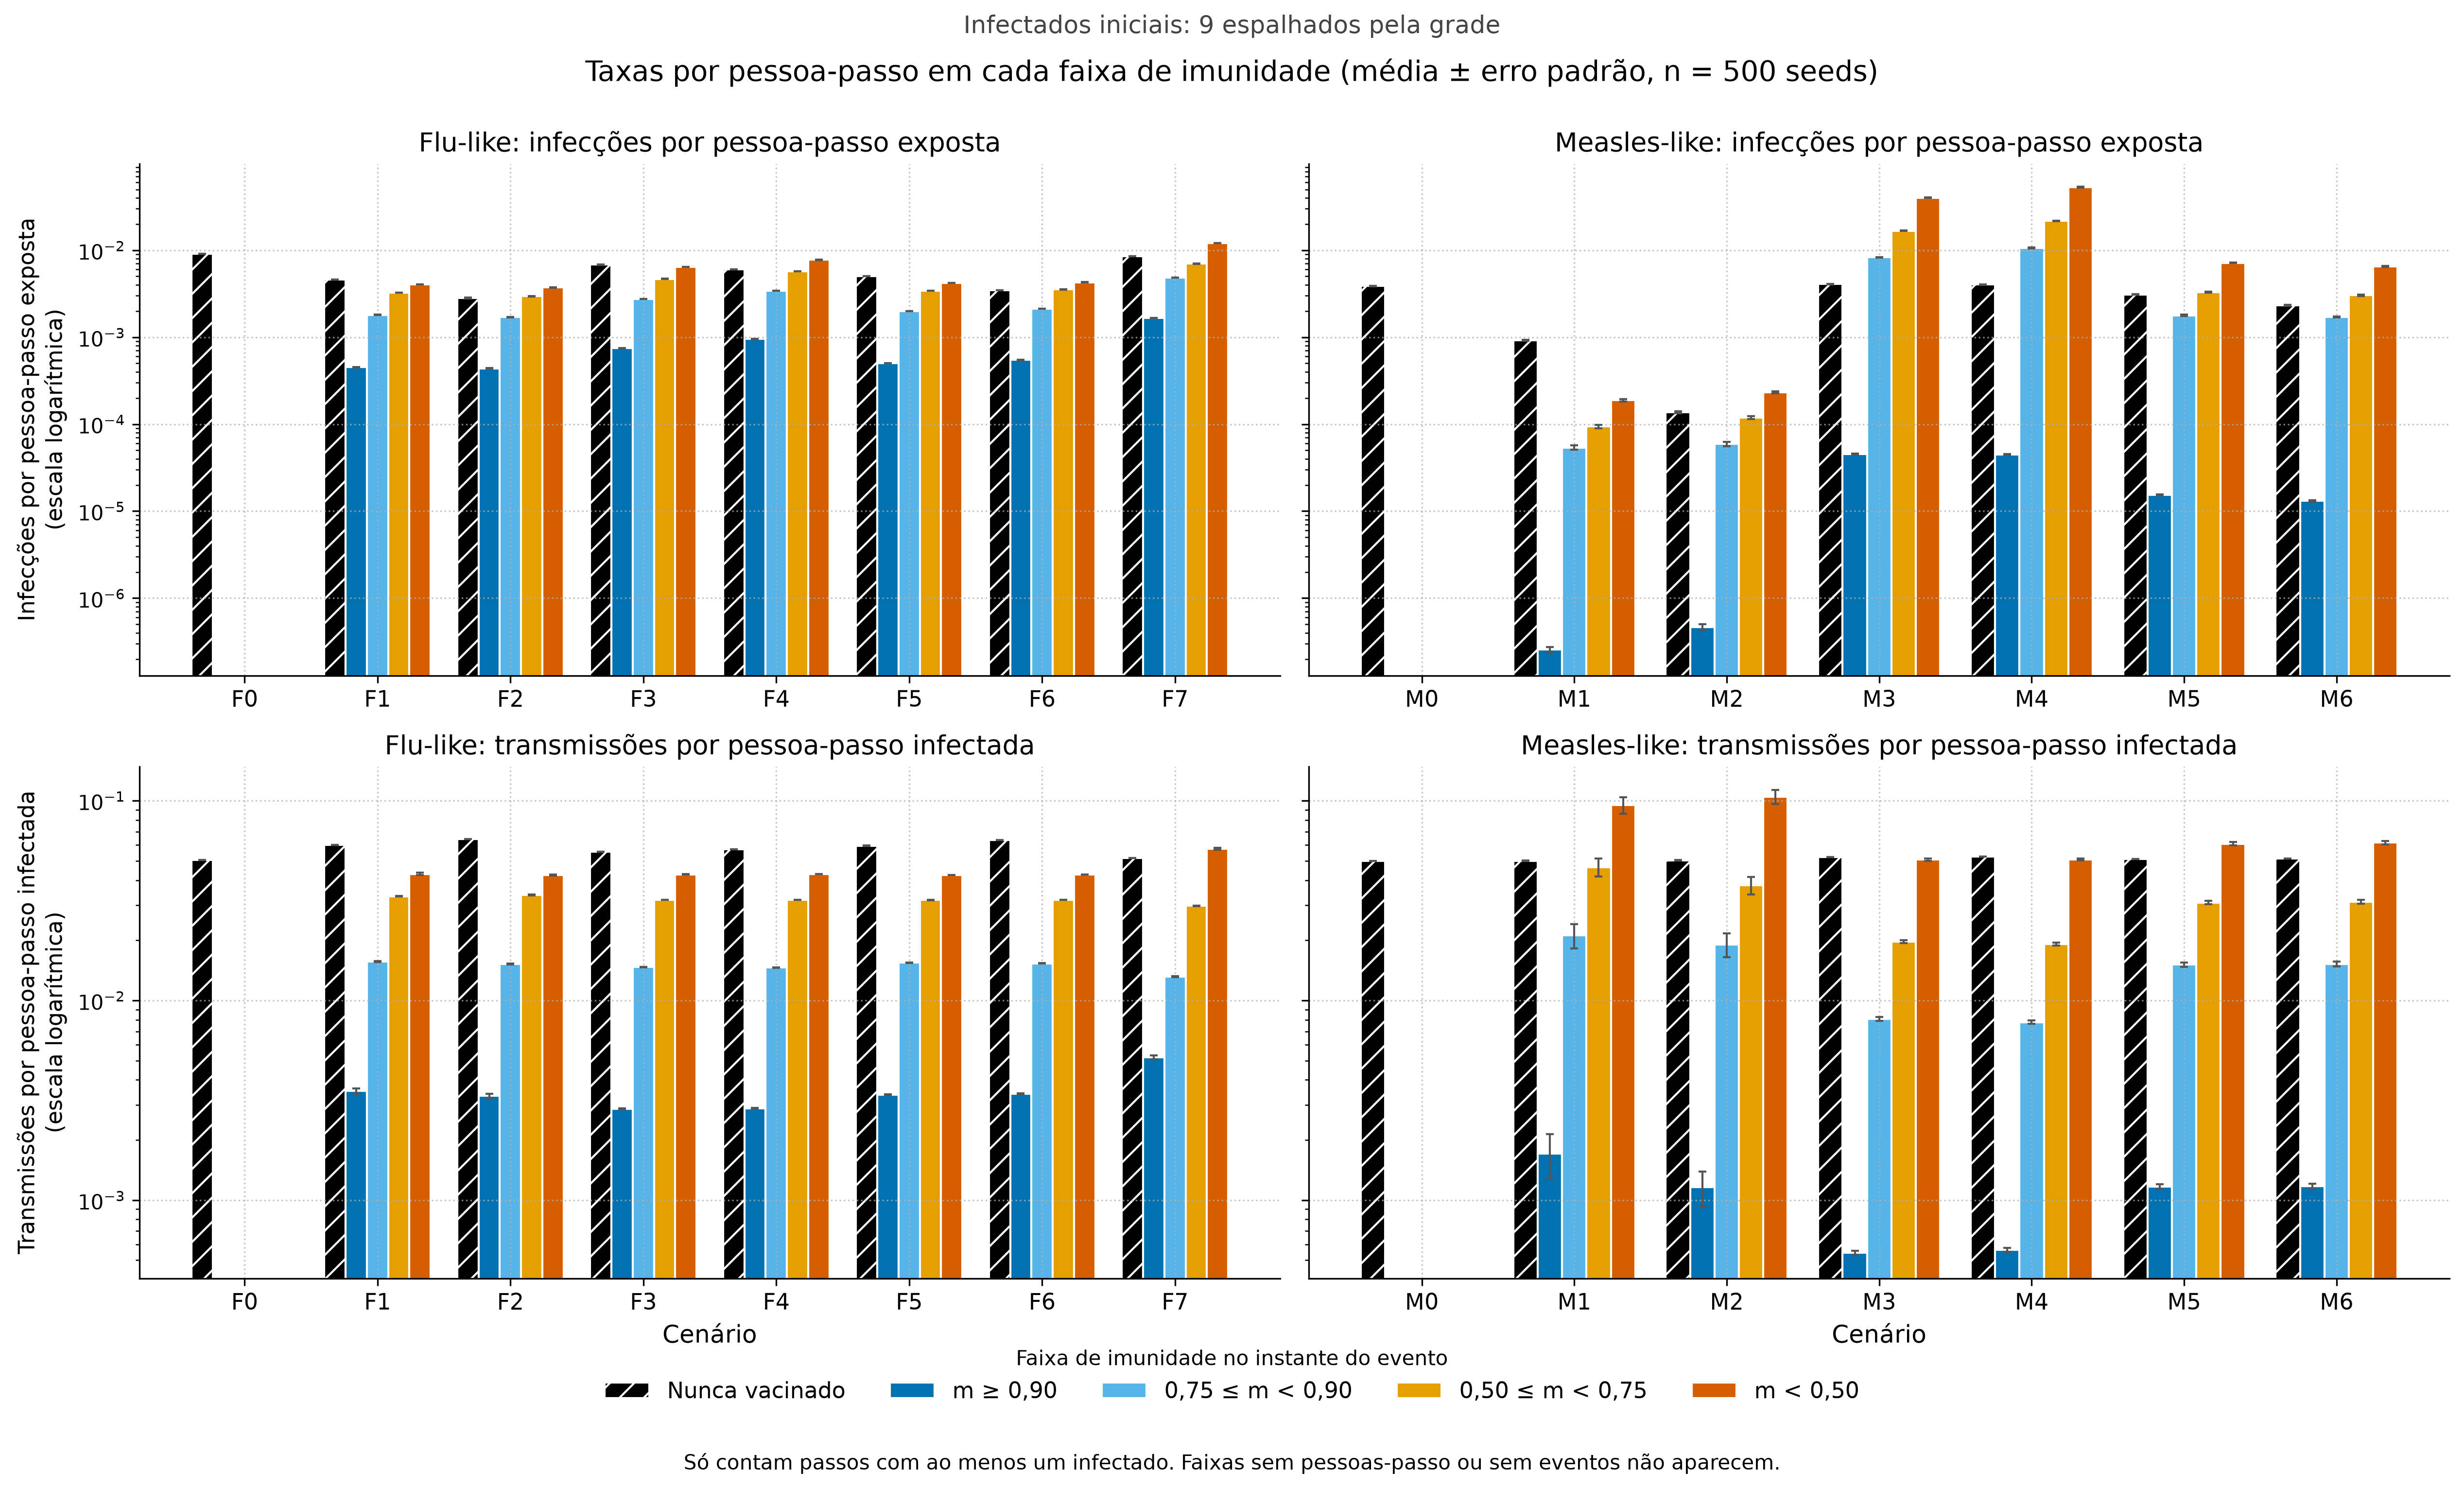 Infectados iniciais: 9 espalhados pela grade
Taxas por pessoa-passo em cada faixa de imunidade (média ± erro padrão, n = 500 seeds)
Flu-like: infecções por pessoa-passo exposta
Infecções por pessoa-passo exposta
(escala logarítmica)
10⁻²
10⁻³
10⁻⁴
10⁻⁵
10⁻⁶
F0 F1 F2 F3 F4 F5 F6 F7
Measles-like: infecções por pessoa-passo exposta
M0 M1 M2 M3 M4 M5 M6
Flu-like: transmissões por pessoa-passo infectada
Transmissões por pessoa-passo infectada
(escala logarítmica)
10⁻¹
10⁻²
10⁻³
F0 F1 F2 F3 F4 F5 F6 F7
Cenário
Measles-like: transmissões por pessoa-passo infectada
M0 M1 M2 M3 M4 M5 M6
Cenário
Faixa de imunidade no instante do evento
Nunca vacinado m ≥ 0,90 0,75 ≤ m < 0,90 0,50 ≤ m < 0,75 m < 0,50
Só contam passos com ao menos um infectado. Faixas sem pessoas-passo ou sem eventos não aparecem.